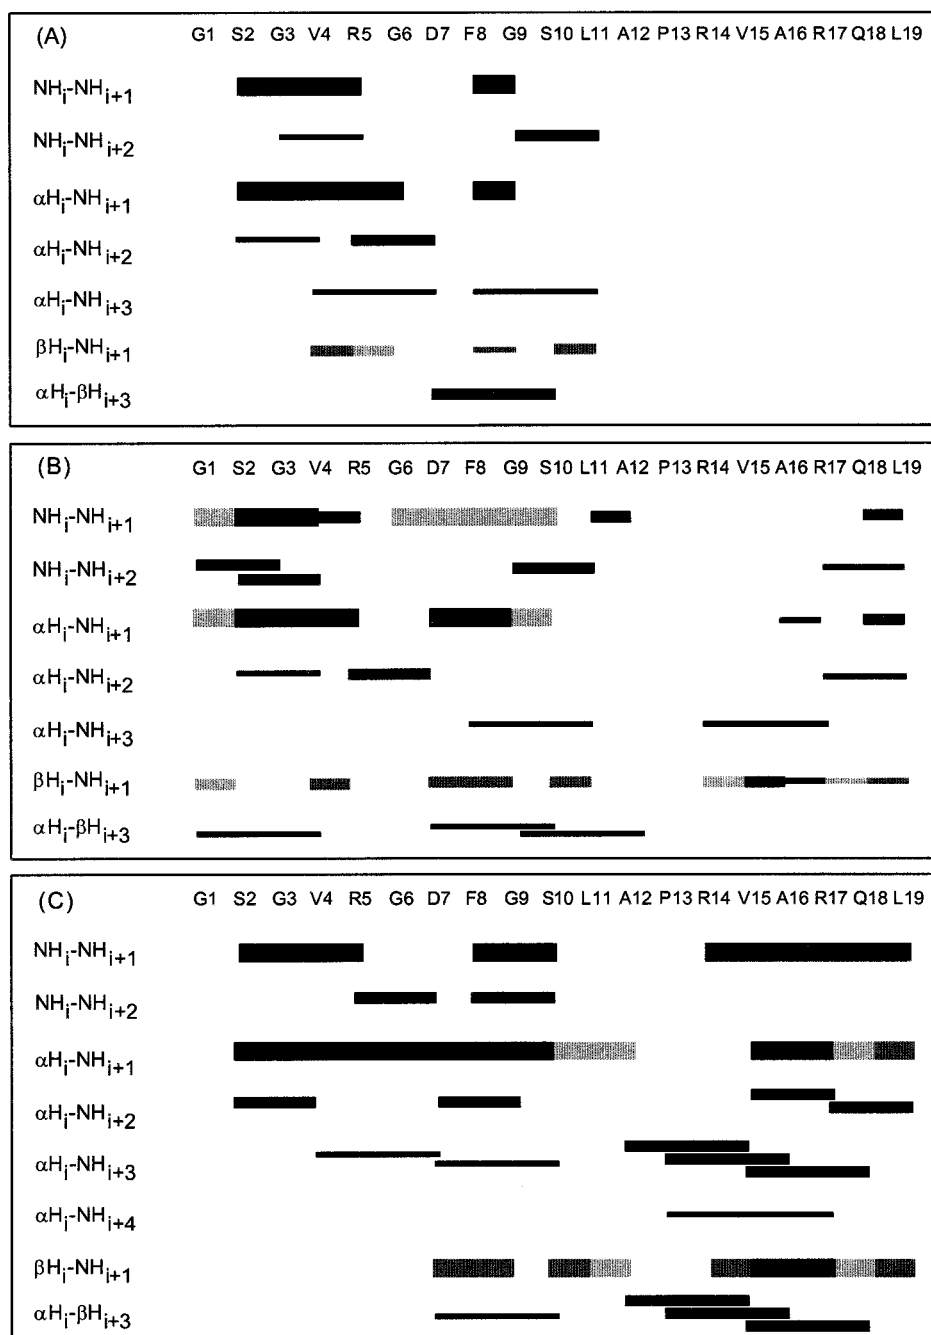 (A) G1 S2 G3 V4 R5 G6 D7 F8 G9 S10 L11 A12 P13 R14 V15 A16 R17 Q18 L19
NHi-NHi+1
NHi-NHi+2
αHi-NHi+1
αHi-NHi+2
αHi-NHi+3
βHi-NHi+1
αHi-βHi+3
(B) G1 S2 G3 V4 R5 G6 D7 F8 G9 S10 L11 A12 P13 R14 V15 A16 R17 Q18 L19
NHi-NHi+1
NHi-NHi+2
αHi-NHi+1
αHi-NHi+2
αHi-NHi+3
βHi-NHi+1
αHi-βHi+3
(C) G1 S2 G3 V4 R5 G6 D7 F8 G9 S10 L11 A12 P13 R14 V15 A16 R17 Q18 L19
NHi-NHi+1
NHi-NHi+2
αHi-NHi+1
αHi-NHi+2
αHi-NHi+3
αHi-NHi+4
βHi-NHi+1
αHi-βHi+3